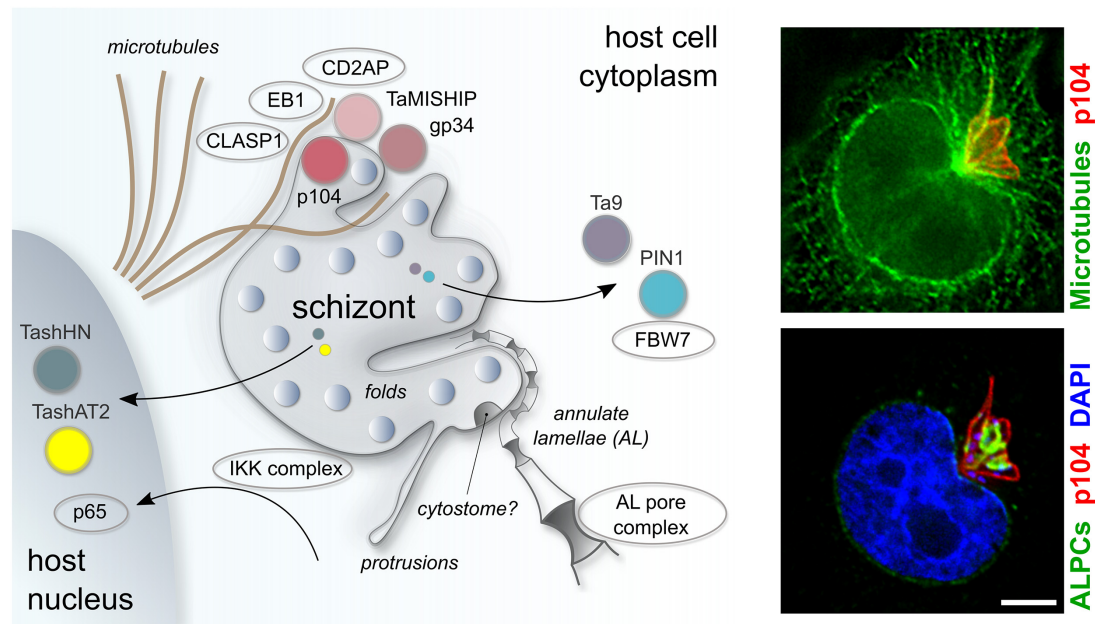 microtubules
host cell
cytoplasm
CD2AP
EB1
TaMISHIP
gp34
CLASP1
p104
Ta9
PIN1
FBW7
schizont
TashHN
TashAT2
folds
annulate
lamellae (AL)
IKK complex
p65
cytostome?
AL pore
complex
protrusions
host
nucleus
Microtubules p104
ALPCs p104 DAPI